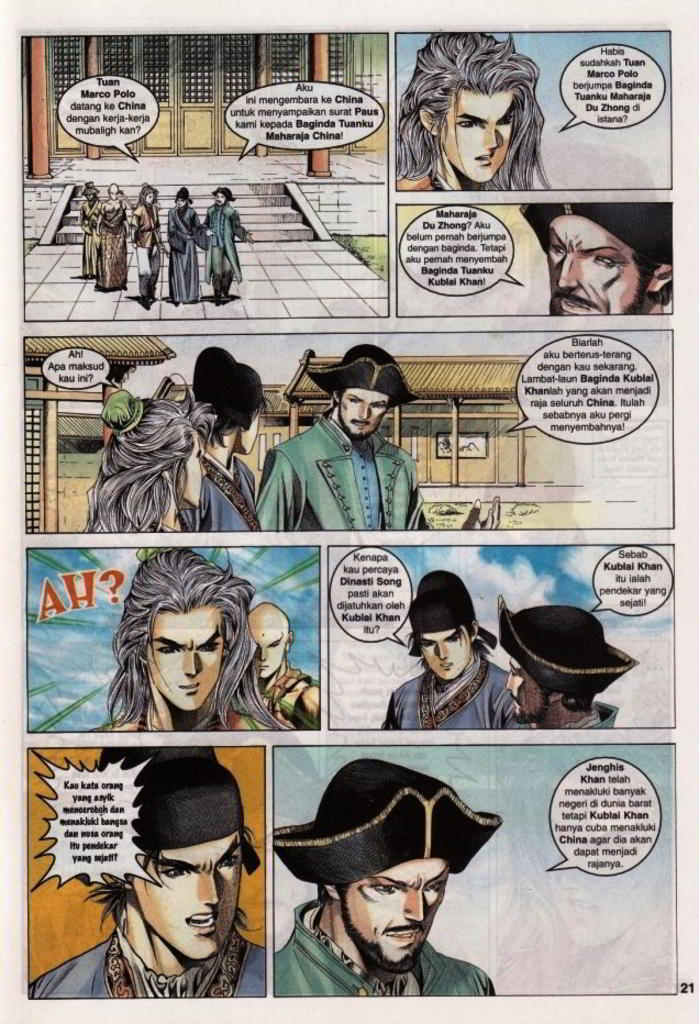 Tuan
Marco Polo
datang ke China
dengan kerja-kerja
mubaligh kan?
Aku
ini mengembara ke China
untuk menyampaikan surat Paus
kami kepada Baginda Tuanku
Maharaja China!
Habis
sudahkah Tuan
Marco Polo
berjumpa Baginda
Tuanku Maharaja
Du Zhong di
istana?
Maharaja
Du Zhong? Aku
belum pernah berjumpa
dengan baginda. Tetapi
aku pernah menyembah
Baginda Tuanku
Kublai Khan!
Ah!
Apa maksud
kau ini?
Biarlah
aku berterus-terang
dengan kau sekarang.
Lambat-laun Baginda Kublai
Khanlah yang akan menjadi
raja seluruh China. Itulah
sebabnya aku pergi
menyembahnya!
AH?
Kenapa
kau percaya
Dinasti Song
pasti akan
dijatuhkan oleh
Kublai Khan
itu?
Sebab
Kublai Khan
itu ialah
pendekar yang
sejati!
Kau kata orang
yang asyik
menceroboh dan
menakluki bangsa
dan nusa orang
itu pendekar
yang sejati?
Jenghis
Khan telah
menakluki banyak
negeri di dunia barat
tetapi Kublai Khan
hanya cuba menakluki
China agar dia akan
dapat menjadi
rajanya.
21